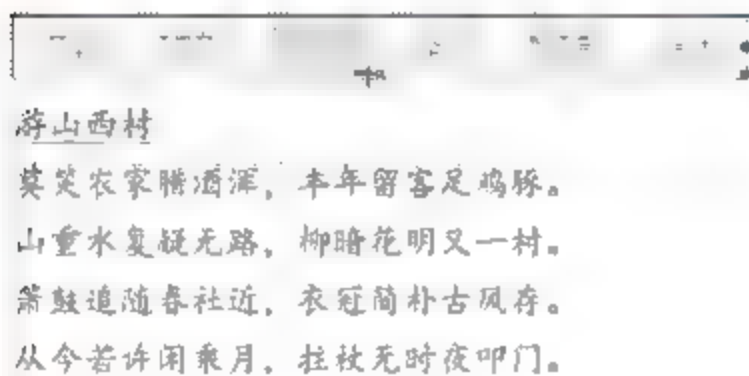 游山西村
莫笑农家腊酒浑，丰年留客足鸡豚。
山重水复疑无路，柳暗花明又一村。
箫鼓追随春社近，衣冠简朴古风存。
从今若许闲乘月，拄杖无时夜叩门。